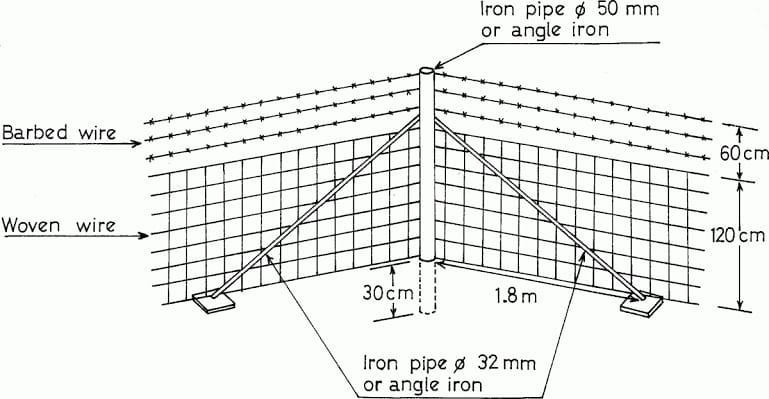 Iron pipe ø 50 mm
or angle iron
Barbed wire
60 cm
Woven wire
120 cm
30 cm
1.8 m
Iron pipe ø 32 mm
or angle iron